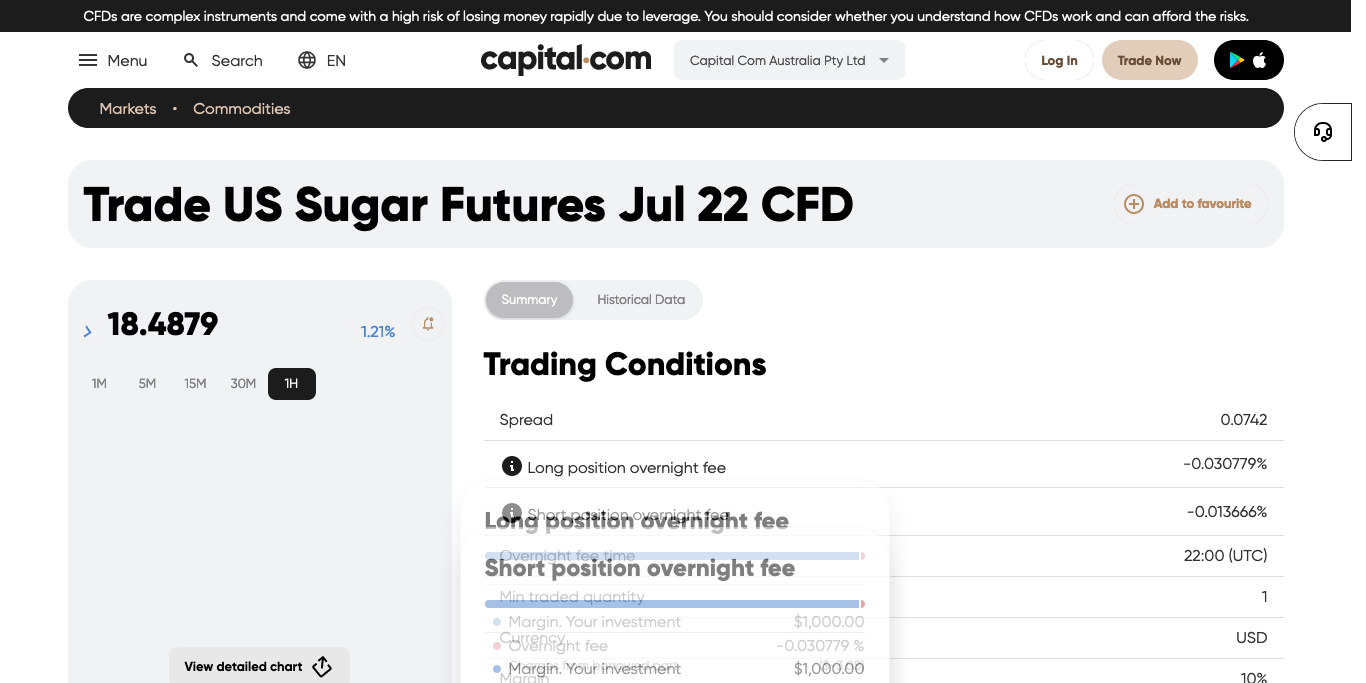 CFDs are complex instruments and come with a high risk of losing money rapidly due to leverage. You should consider whether you understand how CFDs work and can afford the risks.
Menu Search EN capital.com Capital Com Australia Pty Ltd Log In Trade Now
Markets • Commodities
Trade US Sugar Futures Jul 22 CFD Add to favourite
18.4879 1.21%
1M 5M 15M 30M 1H
View detailed chart
Summary Historical Data
Trading Conditions
Spread 0.0742
Long position overnight fee -0.030779%
Short position overnight fee -0.013666%
Long position overnight fee
Overnight fee time 22:00 (UTC)
Short position overnight fee
Min traded quantity 1
Margin. Your investment $1,000.00
Currency USD
Overnight fee -0.030779 %
Margin. Your investment $1,000.00
Margin 10%